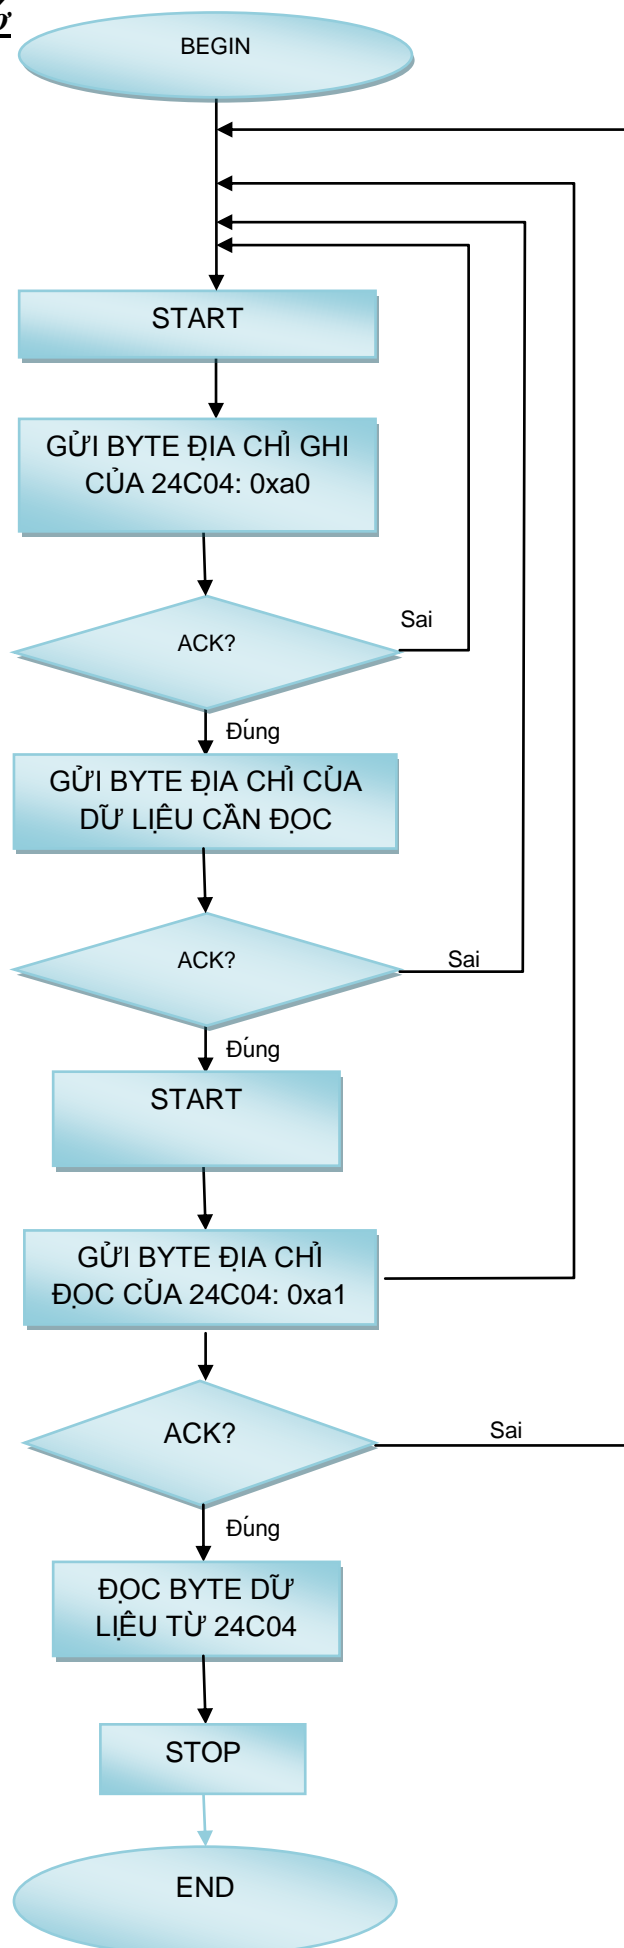 BEGIN
START
GỬI BYTE ĐỊA CHỈ GHI
CỦA 24C04: 0xa0
ACK?
Sai
Đúng
GỬI BYTE ĐỊA CHỈ CỦA
DỮ LIỆU CẦN ĐỌC
ACK?
Sai
Đúng
START
GỬI BYTE ĐỊA CHỈ
ĐỌC CỦA 24C04: 0xa1
ACK?
Sai
Đúng
ĐỌC BYTE DỮ
LIỆU TỪ 24C04
STOP
END